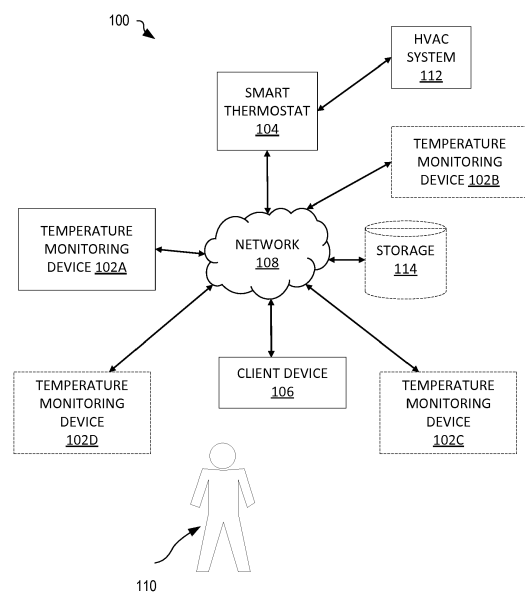 100
HVAC
SYSTEM
112
SMART
THERMOSTAT
104
TEMPERATURE
MONITORING
DEVICE 102B
TEMPERATURE
MONITORING
DEVICE 102A
NETWORK
108
STORAGE
114
TEMPERATURE
MONITORING
DEVICE
102D
CLIENT DEVICE
106
TEMPERATURE
MONITORING
DEVICE
102C
110